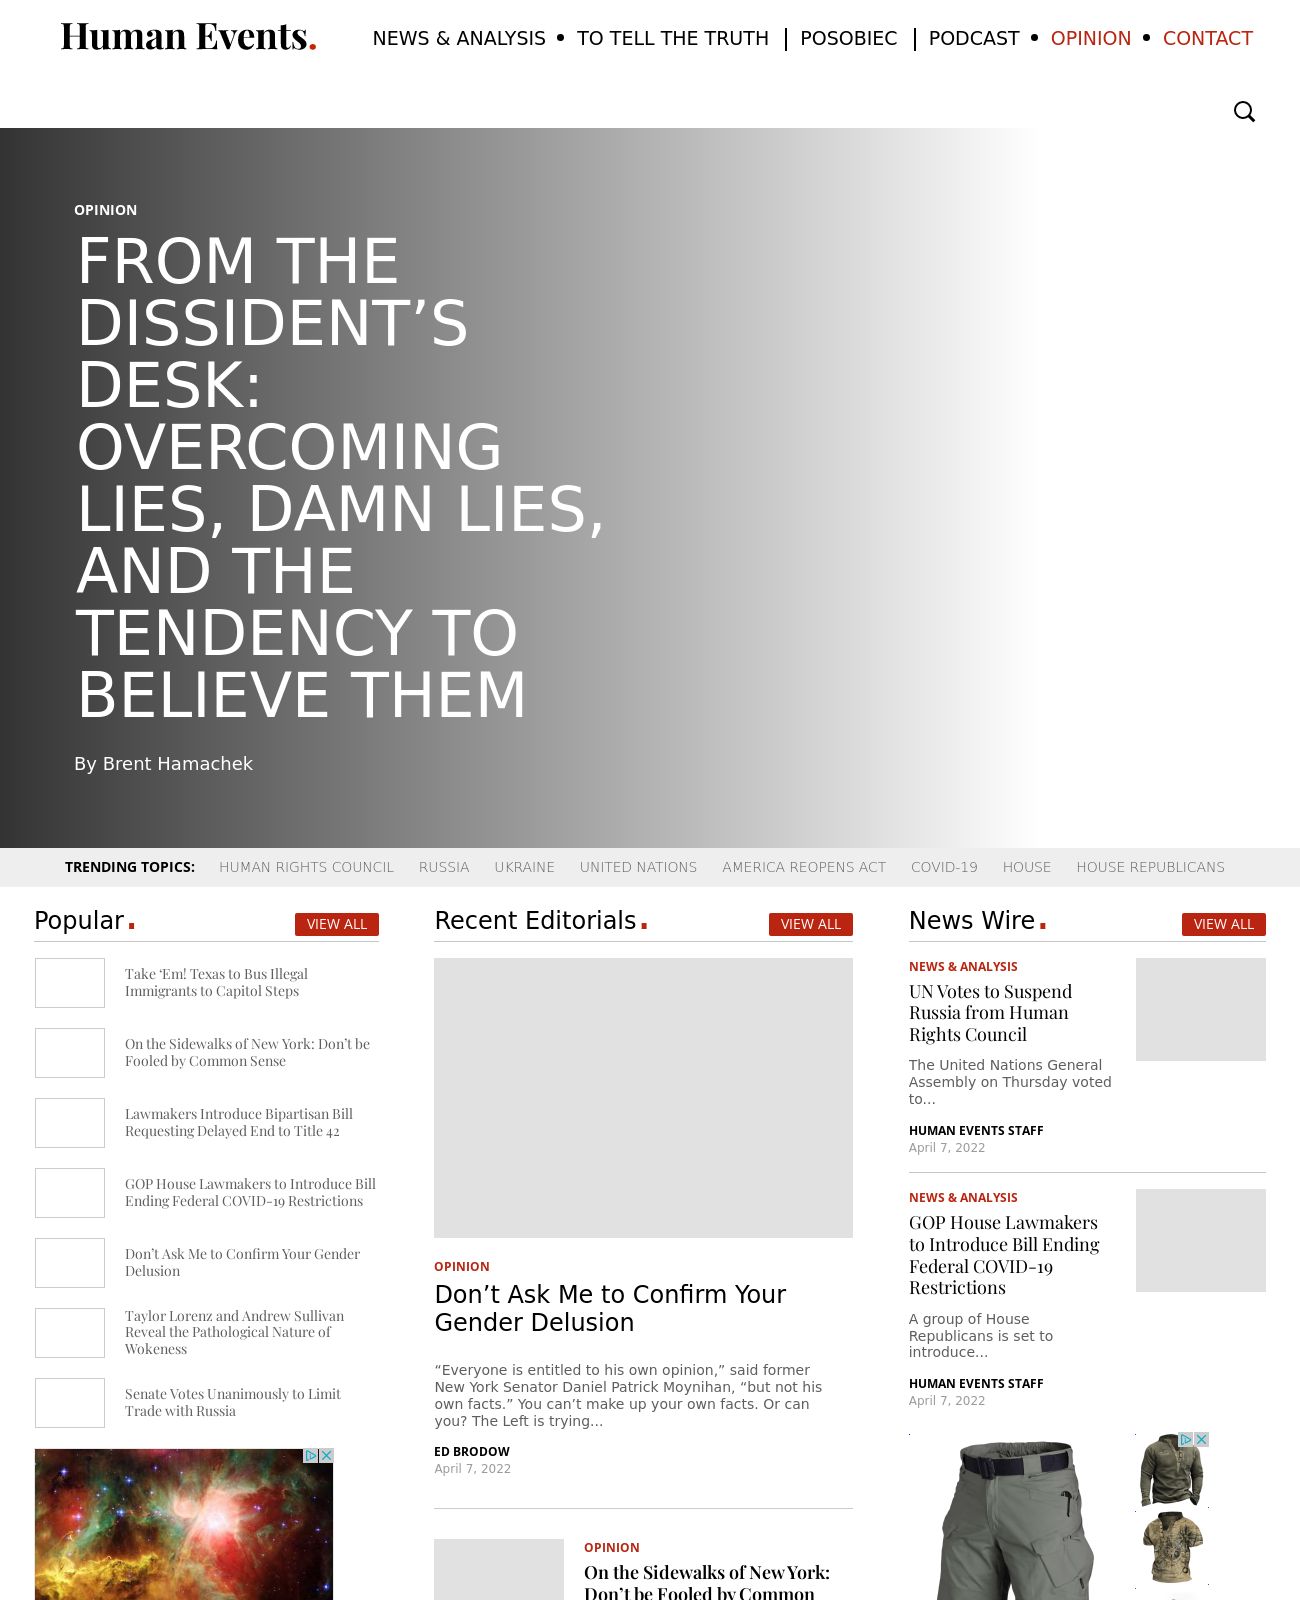 Human Events.
NEWS & ANALYSIS • TO TELL THE TRUTH | POSOBIEC | PODCAST • OPINION • CONTACT
OPINION
FROM THE
DISSIDENT’S
DESK:
OVERCOMING
LIES, DAMN LIES,
AND THE
TENDENCY TO
BELIEVE THEM
By Brent Hamachek
TRENDING TOPICS: HUMAN RIGHTS COUNCIL RUSSIA UKRAINE UNITED NATIONS AMERICA REOPENS ACT COVID-19 HOUSE HOUSE REPUBLICANS
Popular.
VIEW ALL
Take ‘Em! Texas to Bus Illegal
Immigrants to Capitol Steps
On the Sidewalks of New York: Don’t be
Fooled by Common Sense
Lawmakers Introduce Bipartisan Bill
Requesting Delayed End to Title 42
GOP House Lawmakers to Introduce Bill
Ending Federal COVID-19 Restrictions
Don’t Ask Me to Confirm Your Gender
Delusion
Taylor Lorenz and Andrew Sullivan
Reveal the Pathological Nature of
Wokeness
Senate Votes Unanimously to Limit
Trade with Russia
Recent Editorials.
VIEW ALL
OPINION
Don’t Ask Me to Confirm Your
Gender Delusion
“Everyone is entitled to his own opinion,” said former
New York Senator Daniel Patrick Moynihan, “but not his
own facts.” You can’t make up your own facts. Or can
you? The Left is trying...
ED BRODOW
April 7, 2022
OPINION
On the Sidewalks of New York:
Don’t be Fooled by Common
News Wire.
VIEW ALL
NEWS & ANALYSIS
UN Votes to Suspend
Russia from Human
Rights Council
The United Nations General
Assembly on Thursday voted
to...
HUMAN EVENTS STAFF
April 7, 2022
NEWS & ANALYSIS
GOP House Lawmakers
to Introduce Bill Ending
Federal COVID-19
Restrictions
A group of House
Republicans is set to
introduce...
HUMAN EVENTS STAFF
April 7, 2022